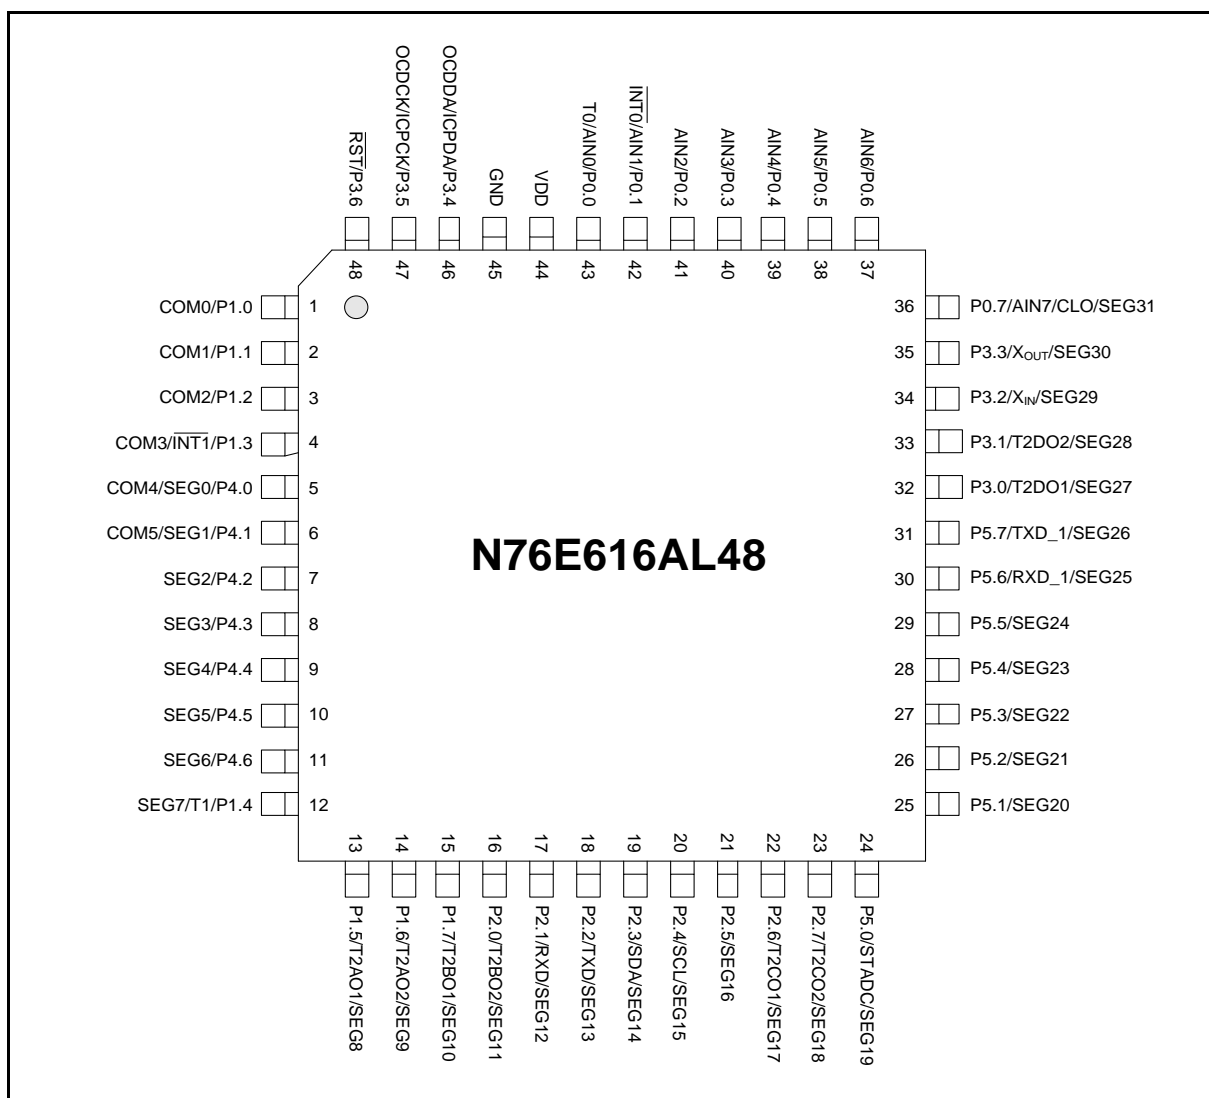 RST/P3.6
OCDCK/ICPCK/P3.5
OCDDA/ICPDA/P3.4
GND
VDD
T0/AIN0/P0.0
INT0/AIN1/P0.1
AIN2/P0.2
AIN3/P0.3
AIN4/P0.4
AIN5/P0.5
AIN6/P0.6
48
47
46
45
44
43
42
41
40
39
38
37
COM0/P1.0 1
COM1/P1.1 2
COM2/P1.2 3
COM3/INT1/P1.3 4
COM4/SEG0/P4.0 5
COM5/SEG1/P4.1 6
SEG2/P4.2 7
SEG3/P4.3 8
SEG4/P4.4 9
SEG5/P4.5 10
SEG6/P4.6 11
SEG7/T1/P1.4 12
N76E616AL48
36 P0.7/AIN7/CLO/SEG31
35 P3.3/XOUT/SEG30
34 P3.2/XIN/SEG29
33 P3.1/T2DO2/SEG28
32 P3.0/T2DO1/SEG27
31 P5.7/TXD_1/SEG26
30 P5.6/RXD_1/SEG25
29 P5.5/SEG24
28 P5.4/SEG23
27 P5.3/SEG22
26 P5.2/SEG21
25 P5.1/SEG20
13
14
15
16
17
18
19
20
21
22
23
24
P1.5/T2AO1/SEG8
P1.6/T2AO2/SEG9
P1.7/T2BO1/SEG10
P2.0/T2BO2/SEG11
P2.1/RXD/SEG12
P2.2/TXD/SEG13
P2.3/SDA/SEG14
P2.4/SCL/SEG15
P2.5/SEG16
P2.6/T2CO1/SEG17
P2.7/T2CO2/SEG18
P5.0/STADC/SEG19